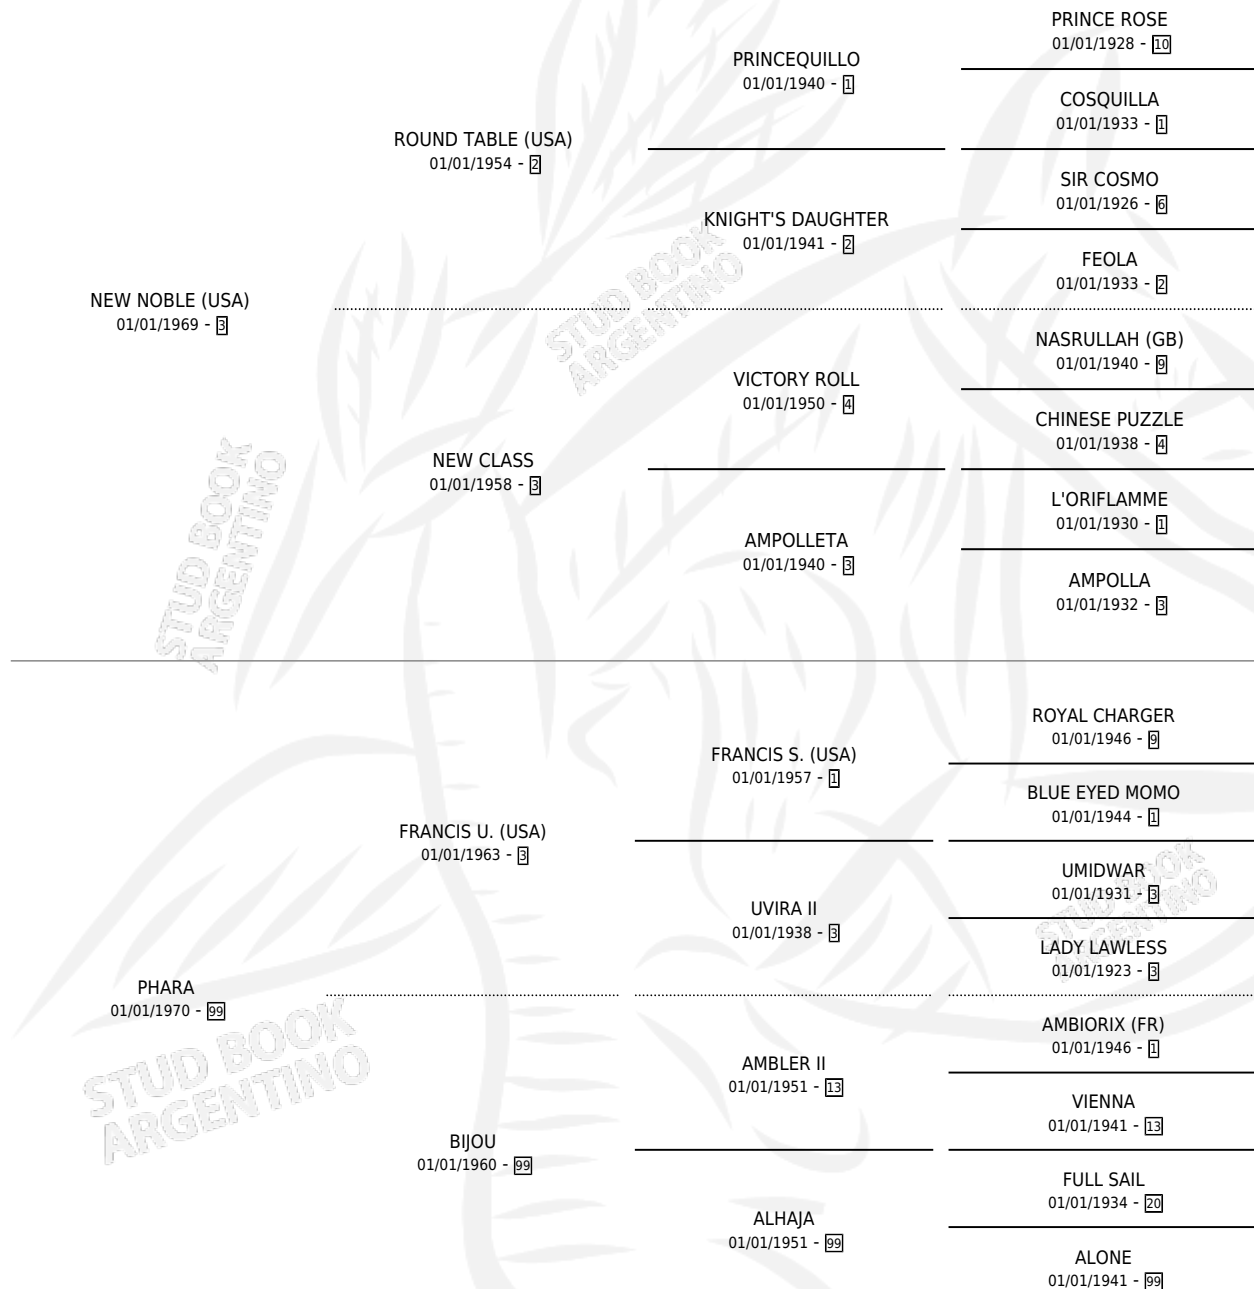 PRINCE ROSE
01/01/1928 - 10
PRINCEQUILLO
01/01/1940 - 1
COSQUILLA
01/01/1933 - 1
ROUND TABLE (USA)
01/01/1954 - 2
SIR COSMO
01/01/1926 - 6
KNIGHT'S DAUGHTER
01/01/1941 - 2
FEOLA
01/01/1933 - 2
NEW NOBLE (USA)
01/01/1969 - 3
NASRULLAH (GB)
01/01/1940 - 9
VICTORY ROLL
01/01/1950 - 4
CHINESE PUZZLE
01/01/1938 - 4
NEW CLASS
01/01/1958 - 3
L'ORIFLAMME
01/01/1930 - 1
AMPOLLETA
01/01/1940 - 3
AMPOLLA
01/01/1932 - 3
STUD BOOK
ARGENTINO
STUD BOOK
ARGENTINO
ROYAL CHARGER
01/01/1946 - 9
FRANCIS S. (USA)
01/01/1957 - 1
BLUE EYED MOMO
01/01/1944 - 1
FRANCIS U. (USA)
01/01/1963 - 3
UMIDWAR
01/01/1931 - 3
UVIRA II
01/01/1938 - 3
LADY LAWLESS
01/01/1923 - 3
PHARA
01/01/1970 - 99
AMBIORIX (FR)
01/01/1946 - 1
AMBLER II
01/01/1951 - 13
VIENNA
01/01/1941 - 13
BIJOU
01/01/1960 - 99
FULL SAIL
01/01/1934 - 20
ALHAJA
01/01/1951 - 99
ALONE
01/01/1941 - 99
STUD BOOK
ARGENTINO
STUD BOOK
ARGENTINO